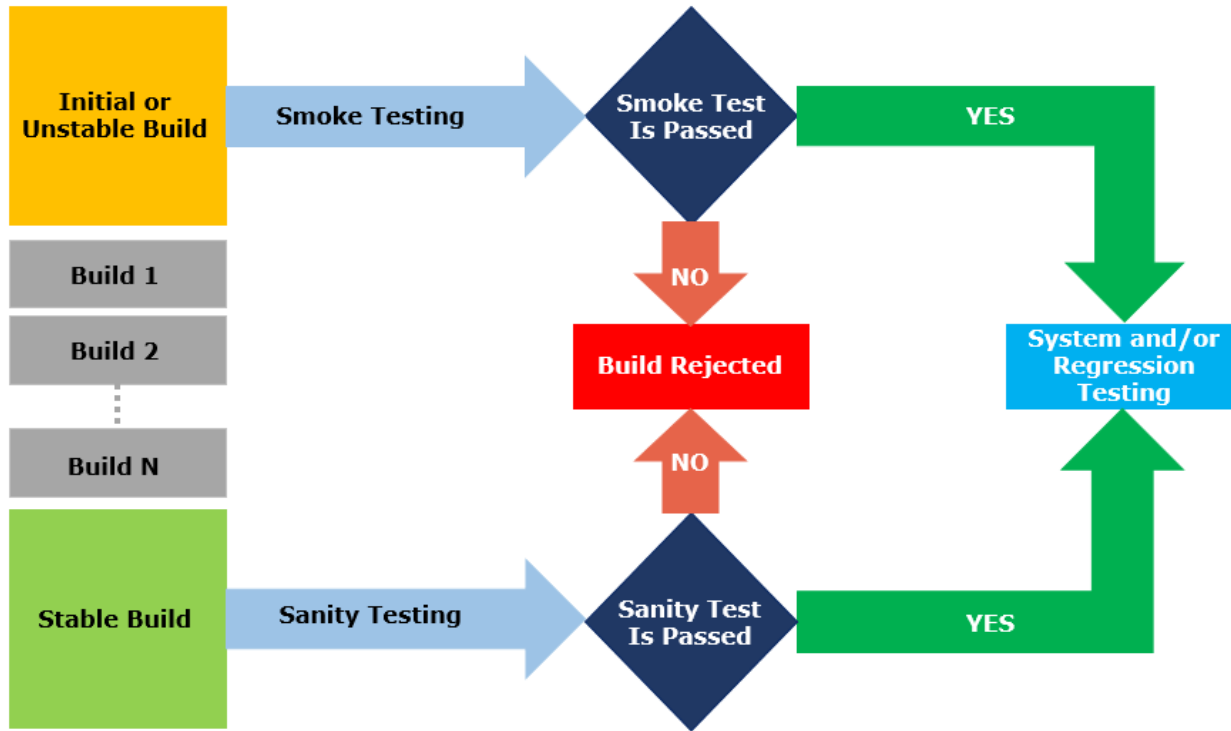 Initial or
Unstable Build
Smoke Testing
Smoke Test
Is Passed
YES
Build 1
NO
Build 2
Build Rejected
System and/or
Regression
Testing
Build N
NO
Stable Build
Sanity Testing
Sanity Test
Is Passed
YES